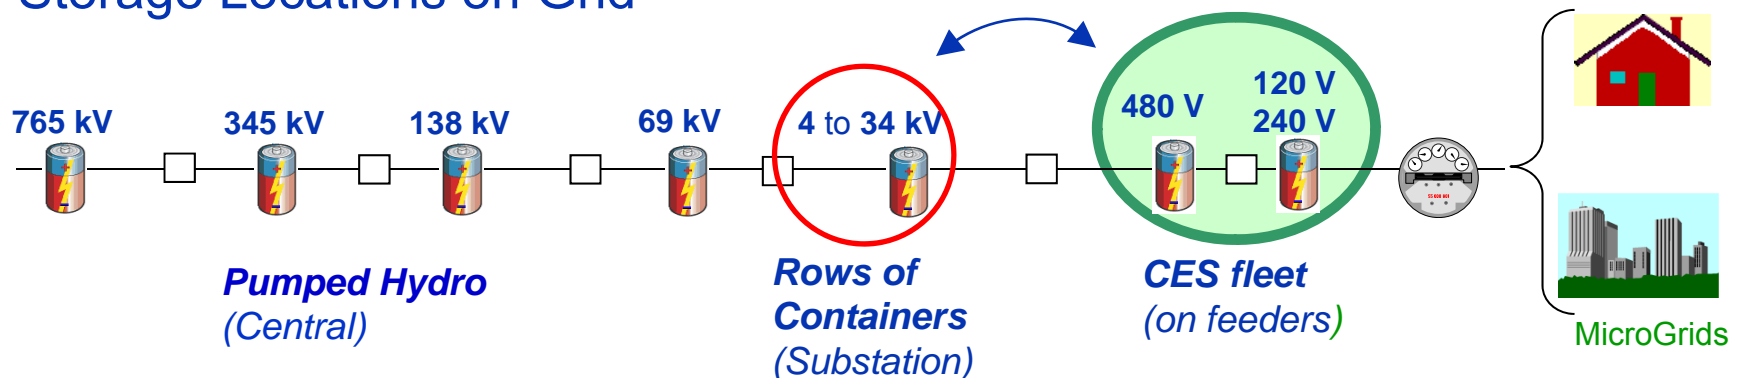 Storage Locations on Grid
765 kV
345 kV
138 kV
69 kV
4 to 34 kV
480 V
120 V
240 V
Pumped Hydro
(Central)
Rows of
Containers
(Substation)
CES fleet
(on feeders)
MicroGrids